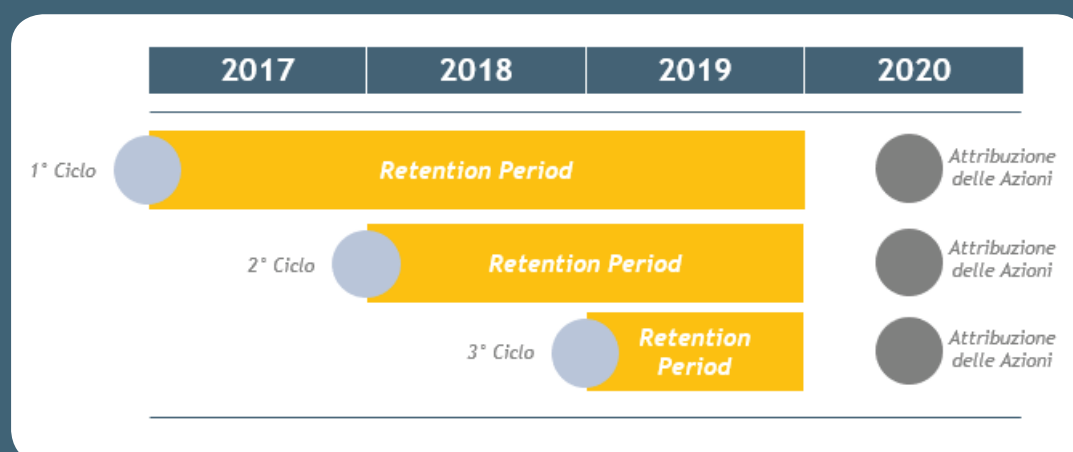 2017 2018 2019 2020
1° Ciclo
Retention Period
Attribuzione
delle Azioni
2° Ciclo
Retention Period
Attribuzione
delle Azioni
3° Ciclo
Retention
Period
Attribuzione
delle Azioni